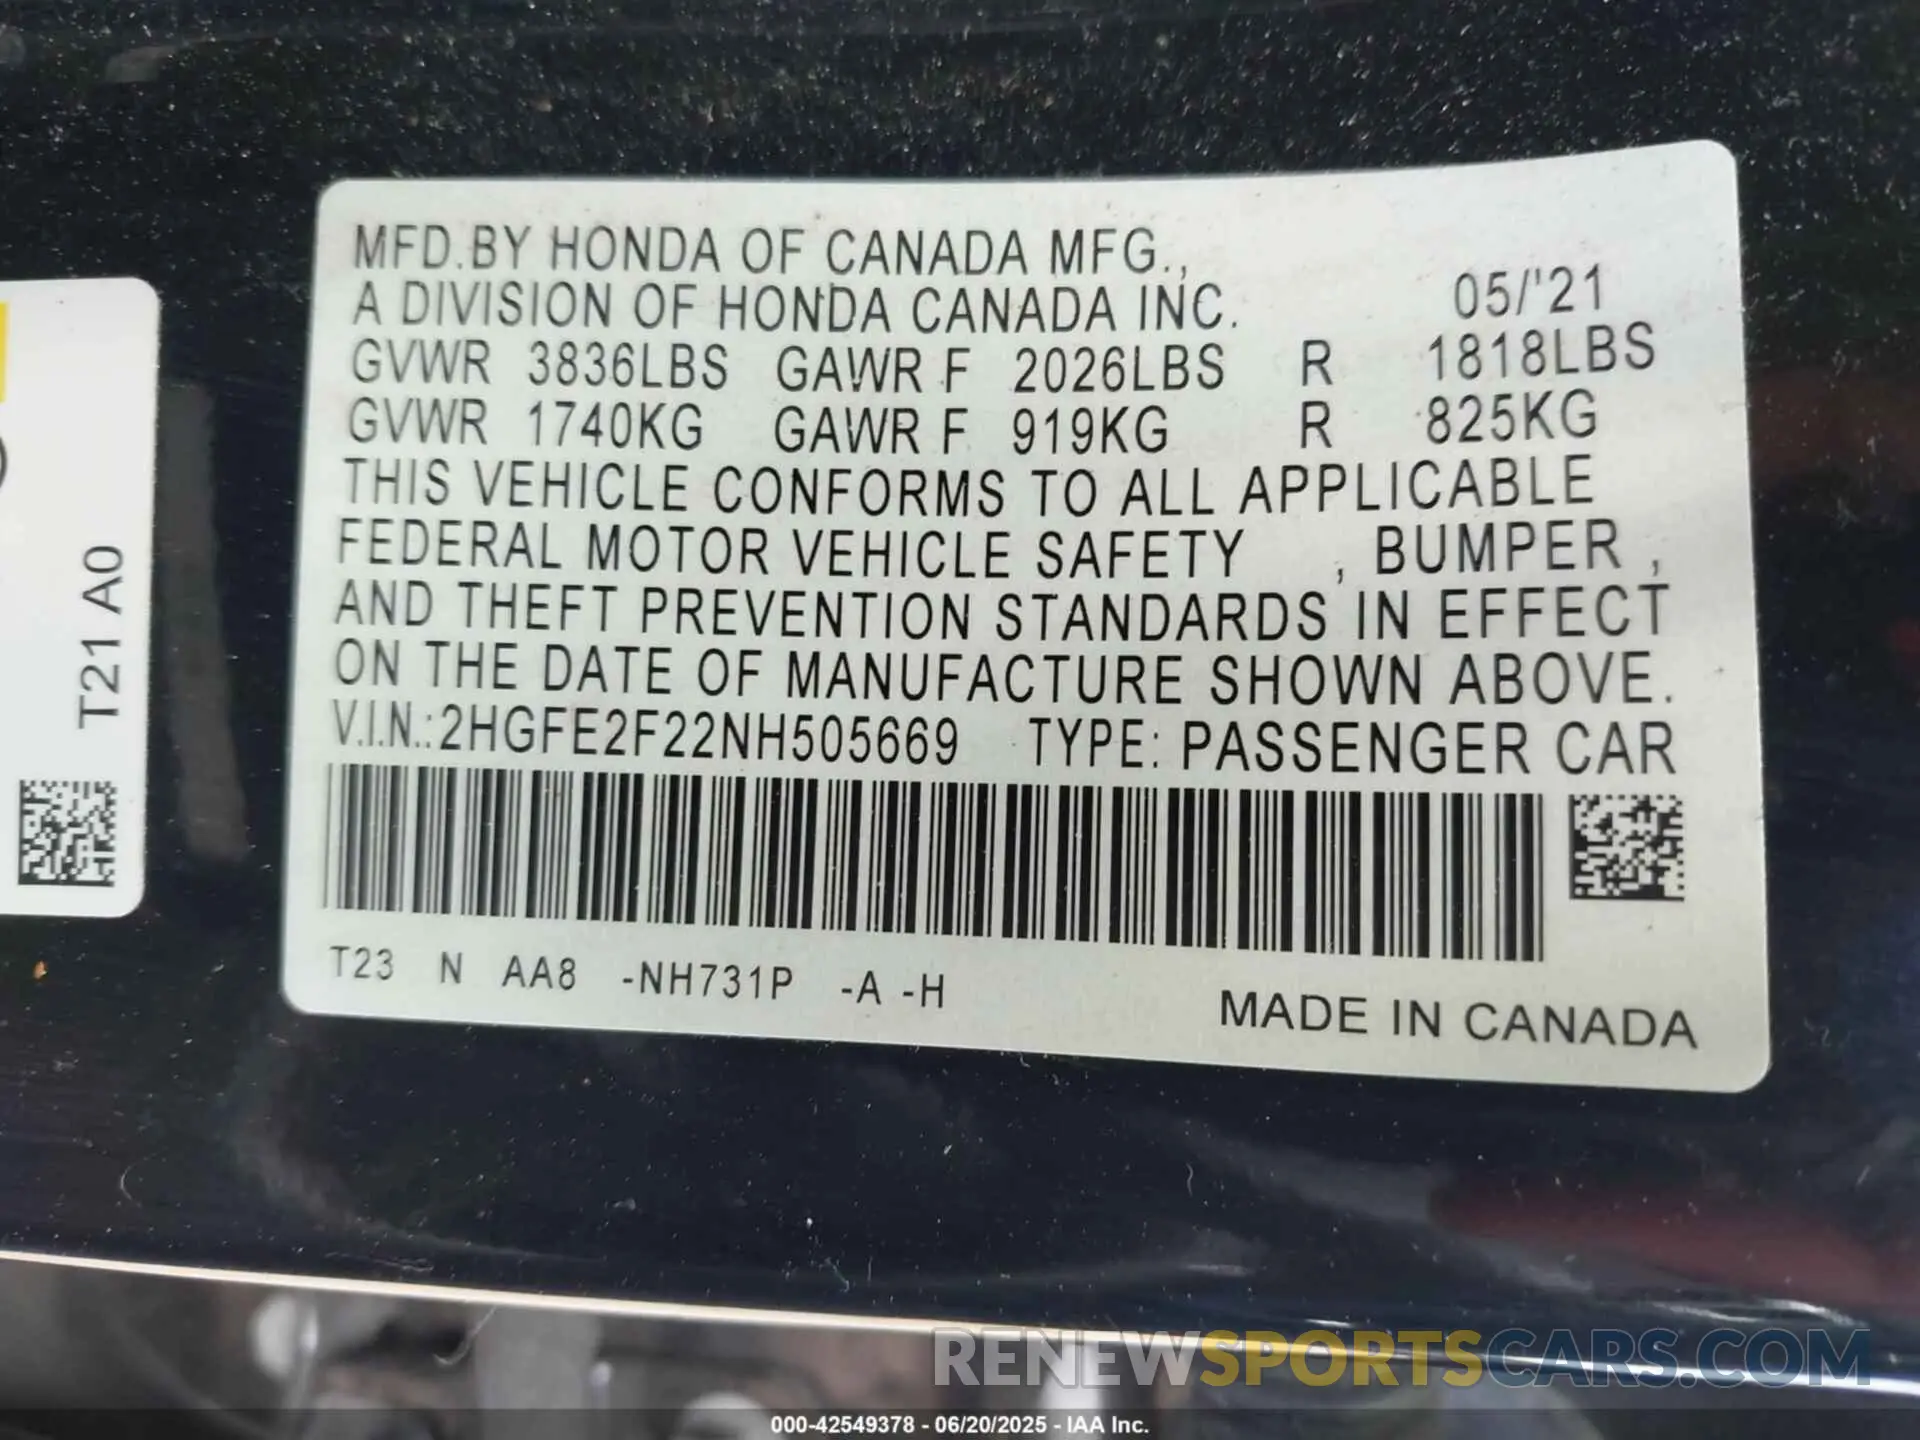 MFD.BY HONDA OF CANADA MFG.,
A DIVISION OF HONDA CANADA INC. 05/'21
GVWR 3836LBS GAWR F 2026LBS R 1818LBS
GVWR 1740KG GAWR F 919KG R 825KG
THIS VEHICLE CONFORMS TO ALL APPLICABLE
FEDERAL MOTOR VEHICLE SAFETY , BUMPER ,
AND THEFT PREVENTION STANDARDS IN EFFECT
ON THE DATE OF MANUFACTURE SHOWN ABOVE.
V.I.N.:2HGFE2F22NH505669 TYPE: PASSENGER CAR
T23 N AA8 -NH731P -A -H
MADE IN CANADA
T21 A0
RENEWSPORTSCARS.COM
000-42549378 - 06/20/2025 - IAA Inc.